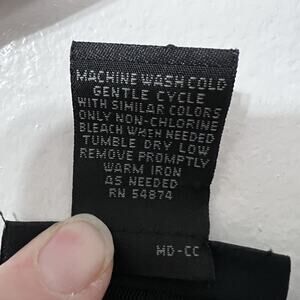 MACHINE WASH COLD
GENTLE CYCLE
WITH SIMILAR COLORS
ONLY NON-CHLORINE
BLEACH WHEN NEEDED
TUMBLE DRY LOW
REMOVE PROMPTLY
WARM IRON
AS NEEDED
RN 54874
MD-CC